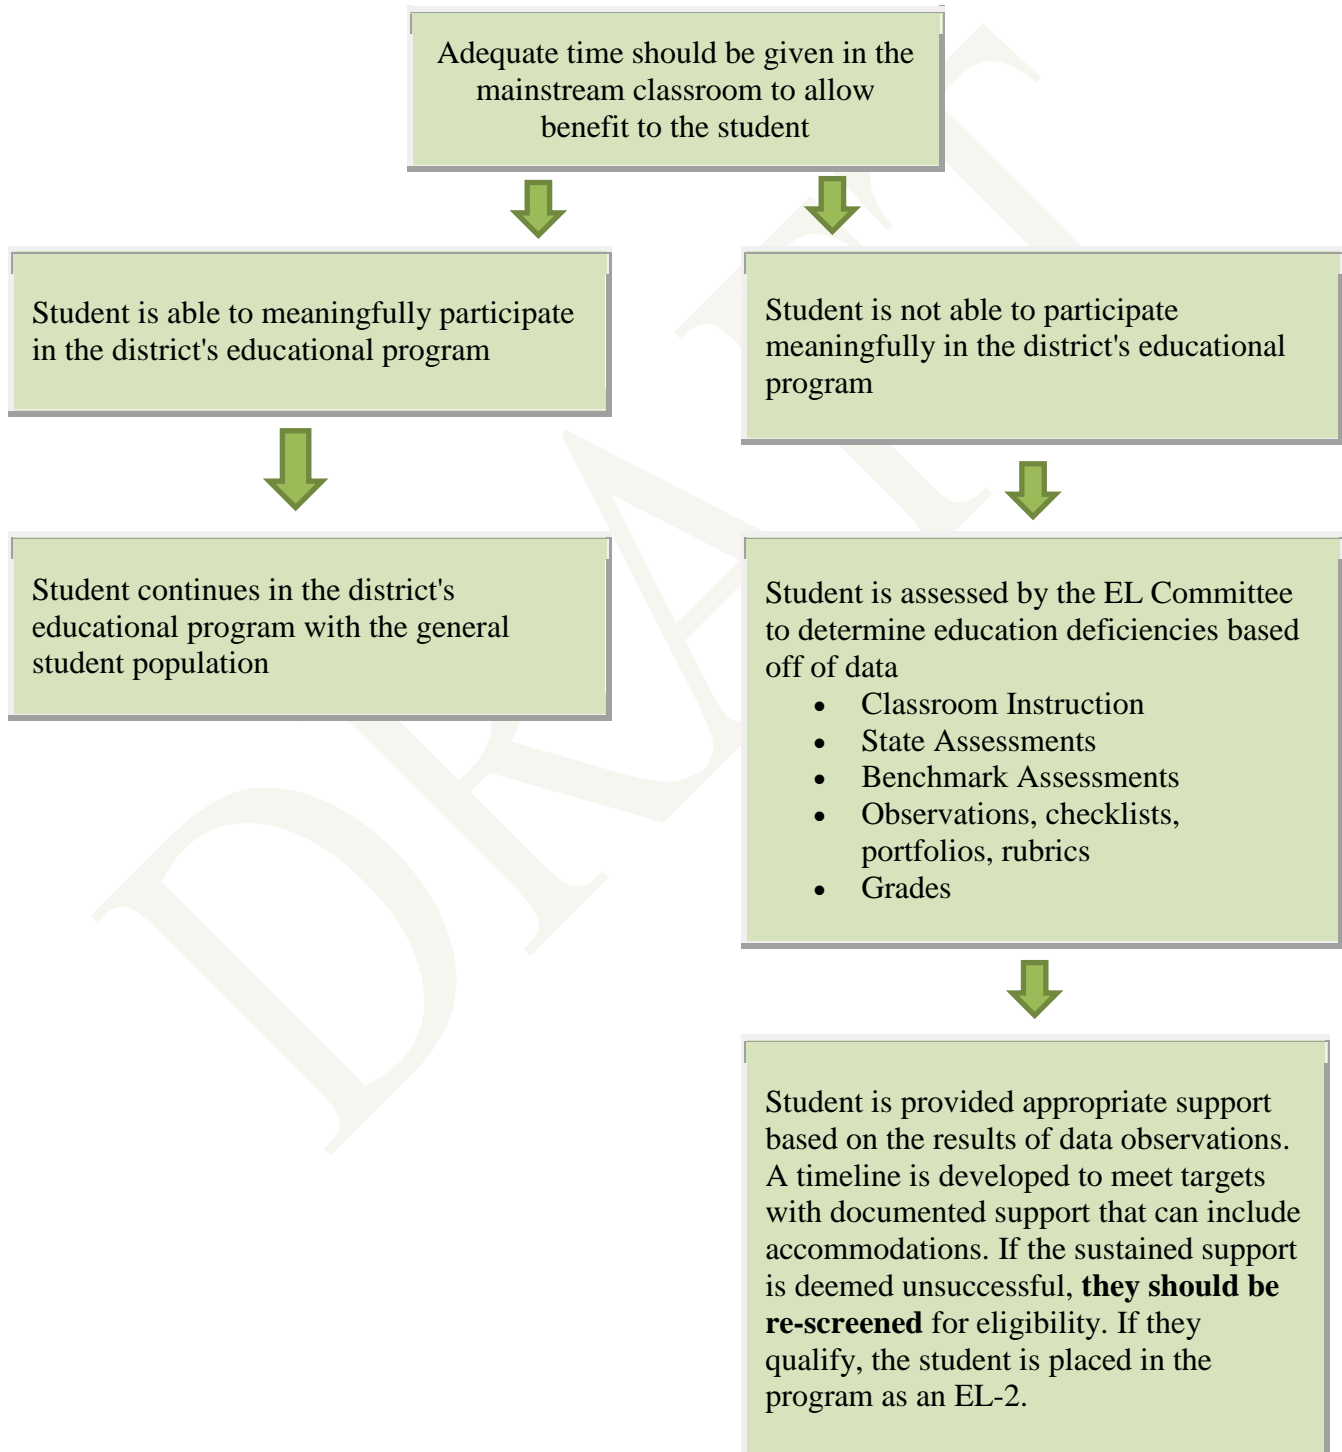 Adequate time should be given in the
mainstream classroom to allow
benefit to the student
Student is able to meaningfully participate
in the district's educational program
Student is not able to participate
meaningfully in the district's educational
program
Student continues in the district's
educational program with the general
student population
Student is assessed by the EL Committee
to determine education deficiencies based
off of data
• Classroom Instruction
• State Assessments
• Benchmark Assessments
• Observations, checklists,
portfolios, rubrics
• Grades
Student is provided appropriate support
based on the results of data observations.
A timeline is developed to meet targets
with documented support that can include
accommodations. If the sustained support
is deemed unsuccessful, they should be
re-screened for eligibility. If they
qualify, the student is placed in the
program as an EL-2.
DRAFT